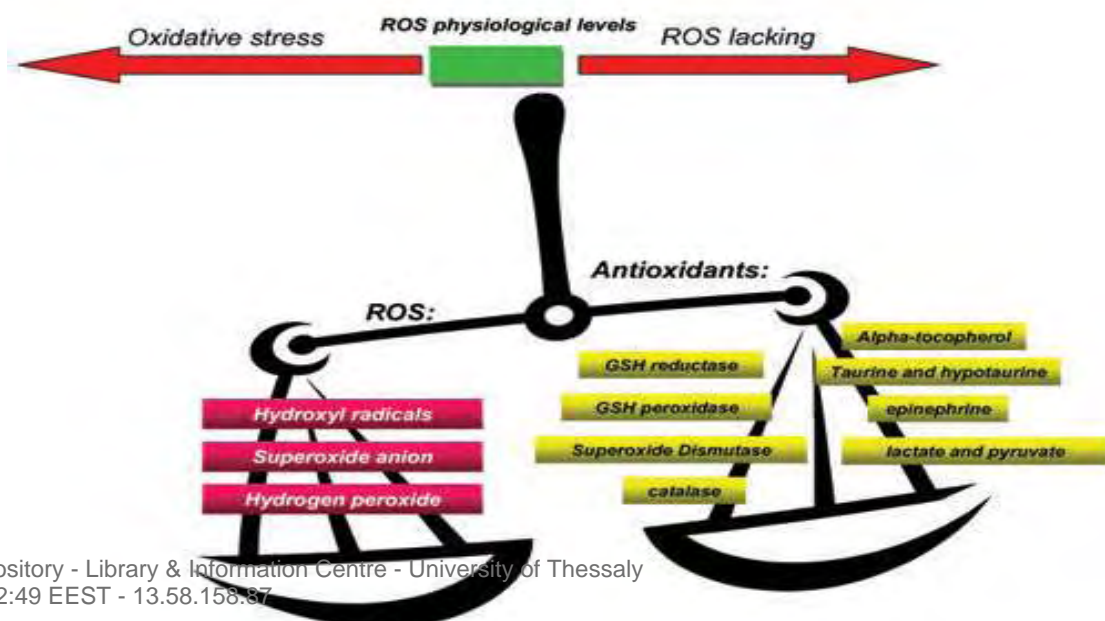 ROS physiological levels
Oxidative stress
ROS lacking
Antioxidants:
ROS:
Alpha-tocopherol
GSH reductase
Taurine and hypotaurine
GSH peroxidase
epinephrine
Hydroxyl radicals
Superoxide Dismutase
lactate and pyruvate
Superoxide anion
catalase
Hydrogen peroxide
ository - Library & Information Centre - University of Thessaly
2:49 EEST - 13.58.158.87